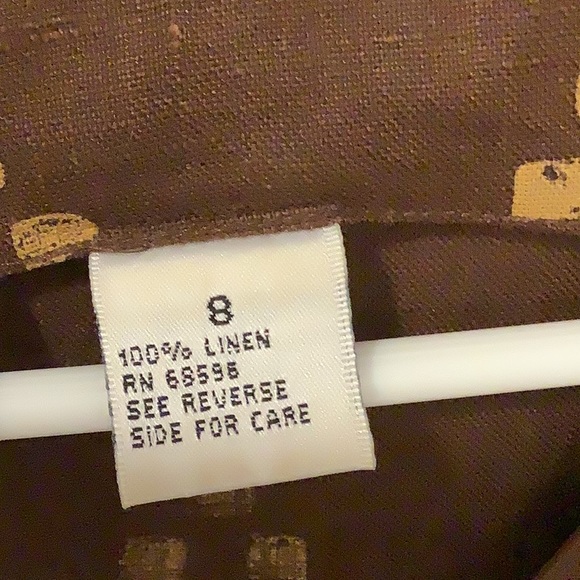 8
100% LINEN
RN 68596
SEE REVERSE
SIDE FOR CARE